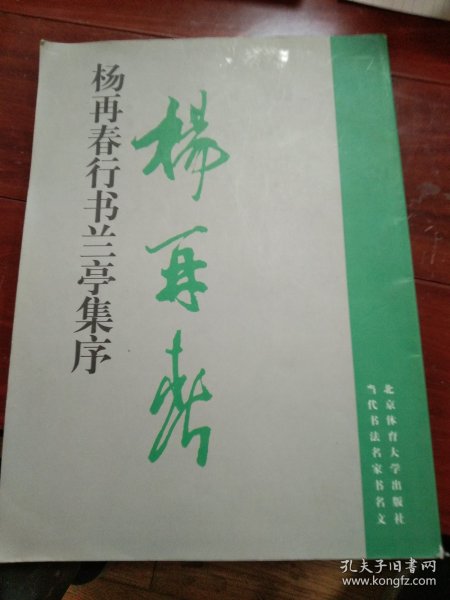 杨再春行书兰亭集序
楊再春
北京体育大学出版社
当代书法名家书名文
孔夫子旧书网
www.kongfz.com